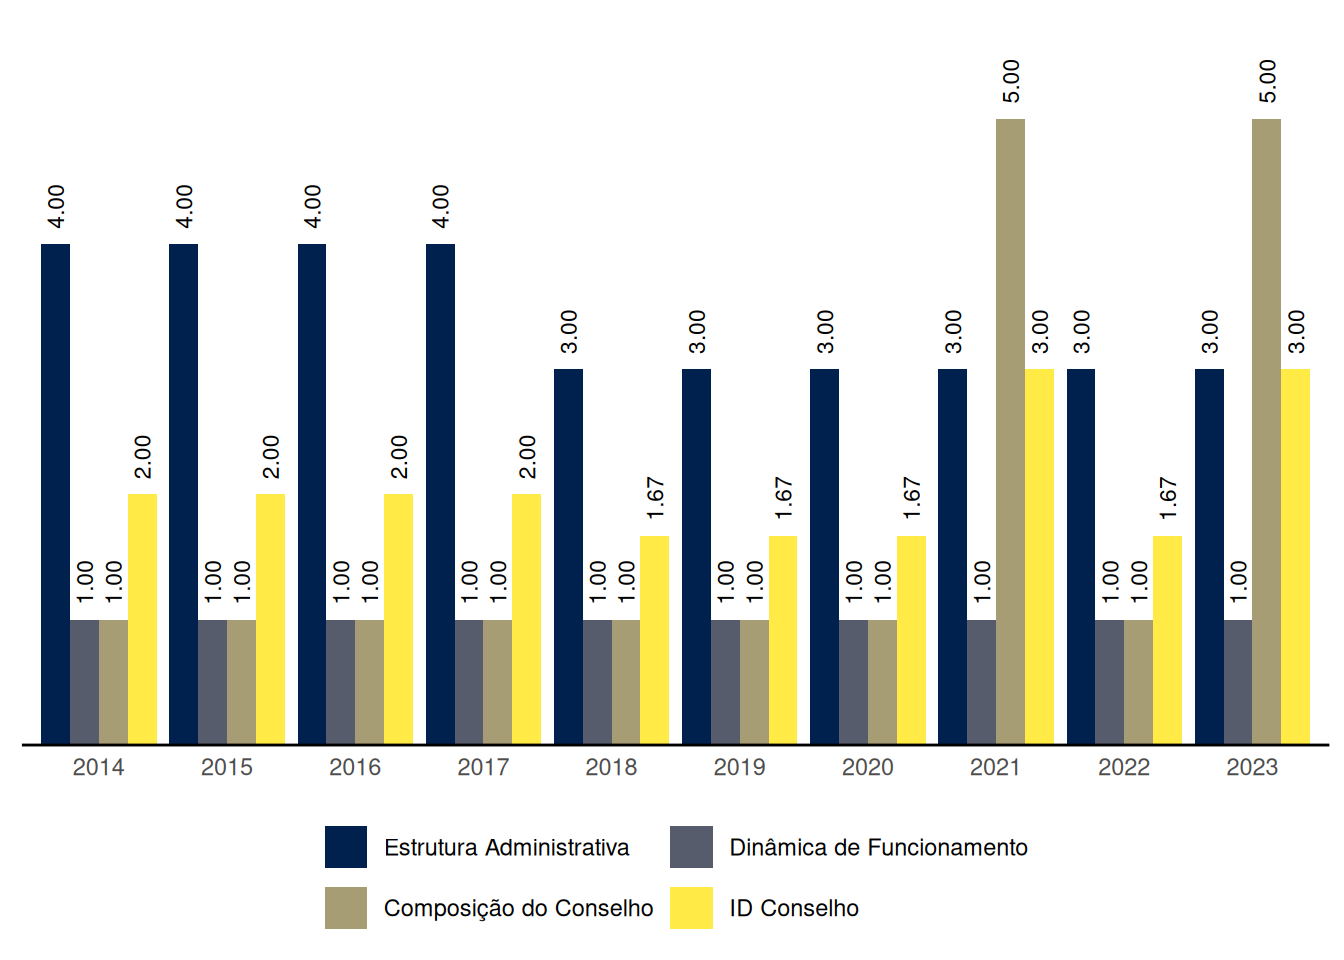 5.00 5.00
4.00 4.00 4.00 4.00
3.00 3.00 3.00 3.00 3.00 3.00 3.00 3.00
2.00 2.00 2.00 2.00
1.67 1.67 1.67 1.67
1.00 1.00 1.00 1.00 1.00 1.00 1.00 1.00 1.00 1.00 1.00 1.00 1.00 1.00 1.00 1.00 1.00 1.00
2014 2015 2016 2017 2018 2019 2020 2021 2022 2023
Estrutura Administrativa Dinâmica de Funcionamento
Composição do Conselho ID Conselho